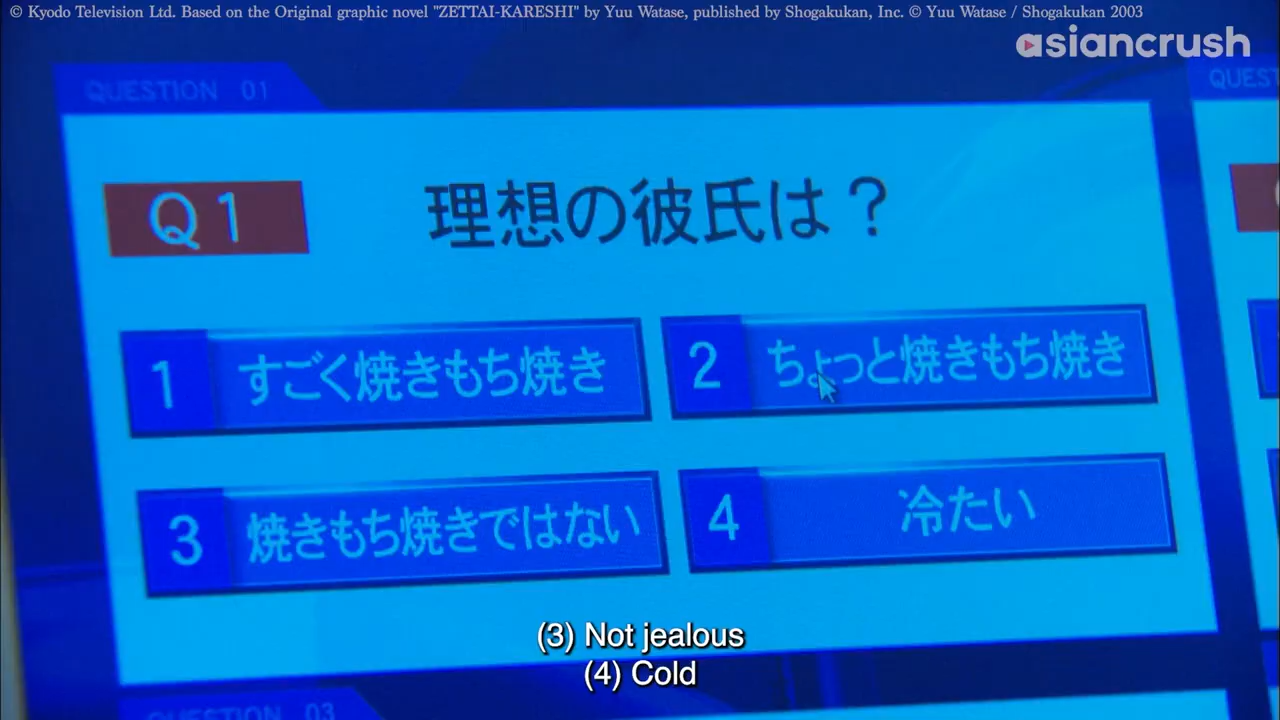 © Kyodo Television Ltd. Based on the Original graphic novel "ZETTAI-KARESHI" by Yuu Watase, published by Shogakukan, Inc. © Yuu Watase / Shogakukan 2003
asiancrush
QUESTION 01
QUEST
Q1 理想の彼氏は？
1 すごく焼きもち焼き
2 ちょっと焼きもち焼き
3 焼きもち焼きではない
4 冷たい
(3) Not jealous
(4) Cold
QUESTION 03